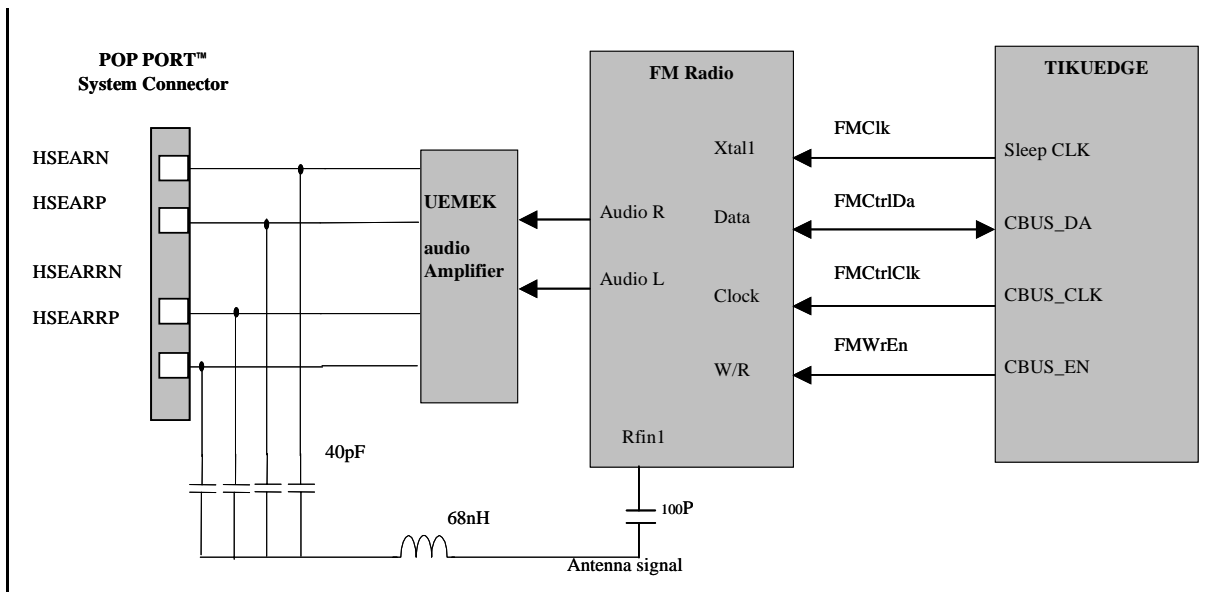 POP PORT™
System Connector
HSEARN
HSEARP
HSEARRN
HSEARRP
40pF
68nH
UEMEK
audio
Amplifier
FM Radio
Xtal1
Audio R
Data
Audio L
Clock
W/R
Rfin1
100P
Antenna signal
FMClk
FMCtrlDa
FMCtrlClk
FMWrEn
TIKUEDGE
Sleep CLK
CBUS_DA
CBUS_CLK
CBUS_EN